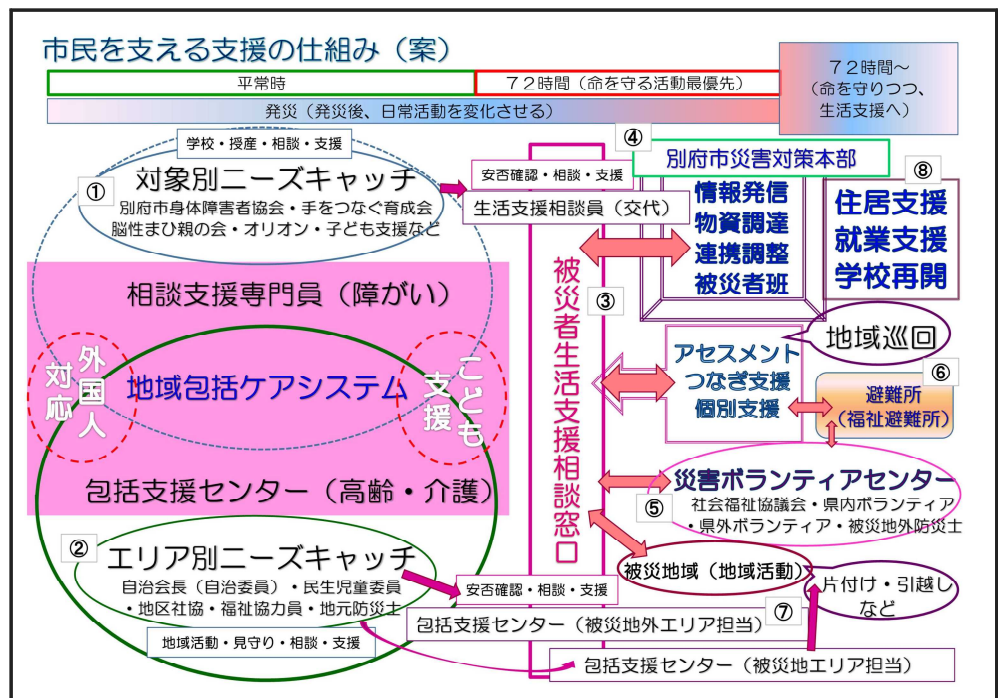 市民を支える支援の仕組み（案）
平常時
７２時間（命を守る活動最優先）
７２時間～
（命を守りつつ、
生活支援へ）
発災（発災後、日常活動を変化させる）
学校・授産・相談・支援
①
対象別ニーズキャッチ
別府市身体障害者協会・手をつなぐ育成会
脳性まひ親の会・オリオン・子ども支援など
安否確認・相談・支援
生活支援相談員（交代）
④
別府市災害対策本部
情報発信
物資調達
連携調整
被災者班
⑧
住居支援
就業支援
学校再開
相談支援専門員（障がい）
外国人
対応
地域包括ケアシステム
こども
支援
包括支援センター（高齢・介護）
被災者生活支援相談窓口
③
地域巡回
アセスメント
つなぎ支援
個別支援
⑥
避難所
（福祉避難所）
災害ボランティアセンター
⑤
社会福祉協議会・県内ボランティア
・県外ボランティア・被災地外防災士
②
エリア別ニーズキャッチ
自治会長（自治委員）・民生児童委員
・地区社協・福祉協力員・地元防災士
地域活動・見守り・相談・支援
安否確認・相談・支援
被災地域（地域活動）
⑦
片付け・引越し
など
包括支援センター（被災地外エリア担当）
包括支援センター（被災地エリア担当）